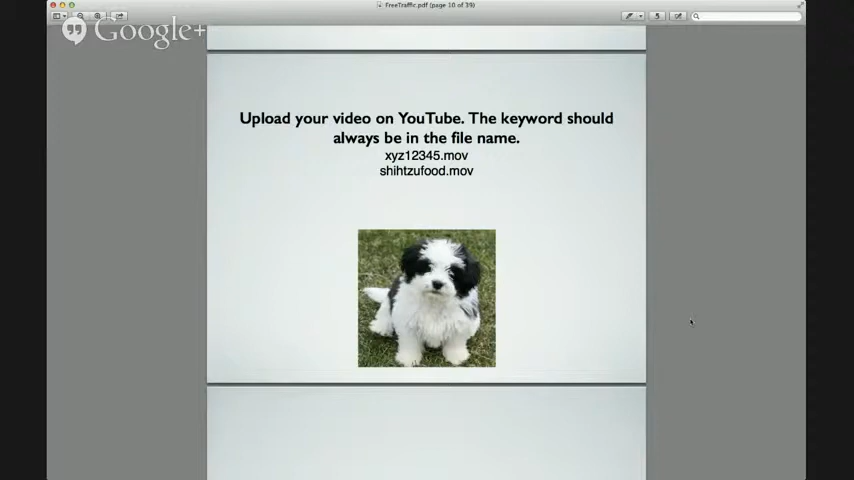 FreeTraffic.pdf (page 10 of 39)
Google+
Upload your video on YouTube. The keyword should
always be in the file name.
xyz12345.mov
shihtzufood.mov